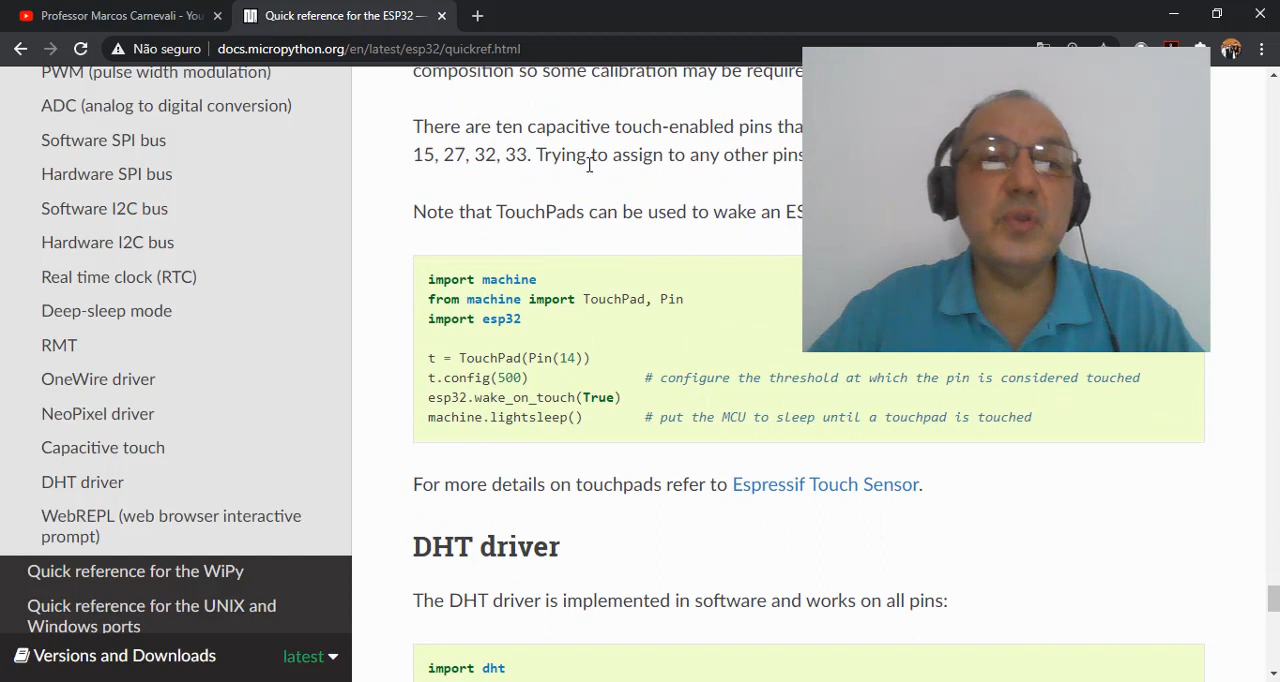 Professor Marcos Carnevali - You
Quick reference for the ESP32 —
Não seguro
docs.micropython.org/en/latest/esp32/quickref.html
PWM (pulse width modulation)
ADC (analog to digital conversion)
Software SPI bus
Hardware SPI bus
Software I2C bus
Hardware I2C bus
Real time clock (RTC)
Deep-sleep mode
RMT
OneWire driver
NeoPixel driver
Capacitive touch
DHT driver
WebREPL (web browser interactive
prompt)
Quick reference for the WiPy
Quick reference for the UNIX and
Windows ports
Versions and Downloads
latest
composition so some calibration may be require
There are ten capacitive touch-enabled pins tha
15, 27, 32, 33. Trying to assign to any other pins
Note that TouchPads can be used to wake an ES
import machine
from machine import TouchPad, Pin
import esp32
t = TouchPad(Pin(14))
t.config(500) # configure the threshold at which the pin is considered touched
esp32.wake_on_touch(True)
machine.lightsleep() # put the MCU to sleep until a touchpad is touched
For more details on touchpads refer to Espressif Touch Sensor.
DHT driver
The DHT driver is implemented in software and works on all pins:
import dht